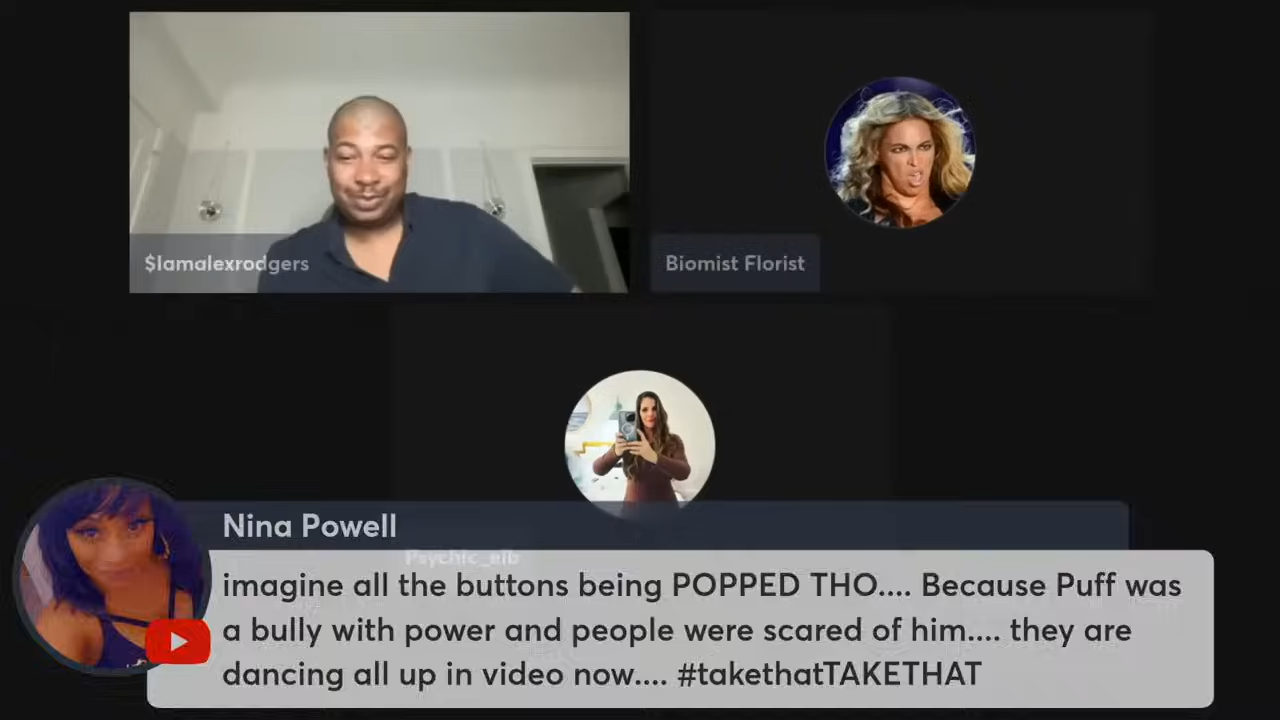 $Iamalexrodgers
Biomist Florist
Nina Powell
Psychic_elb
imagine all the buttons being POPPED THO.... Because Puff was
a bully with power and people were scared of him.... they are
dancing all up in video now.... #takethatTAKETHAT